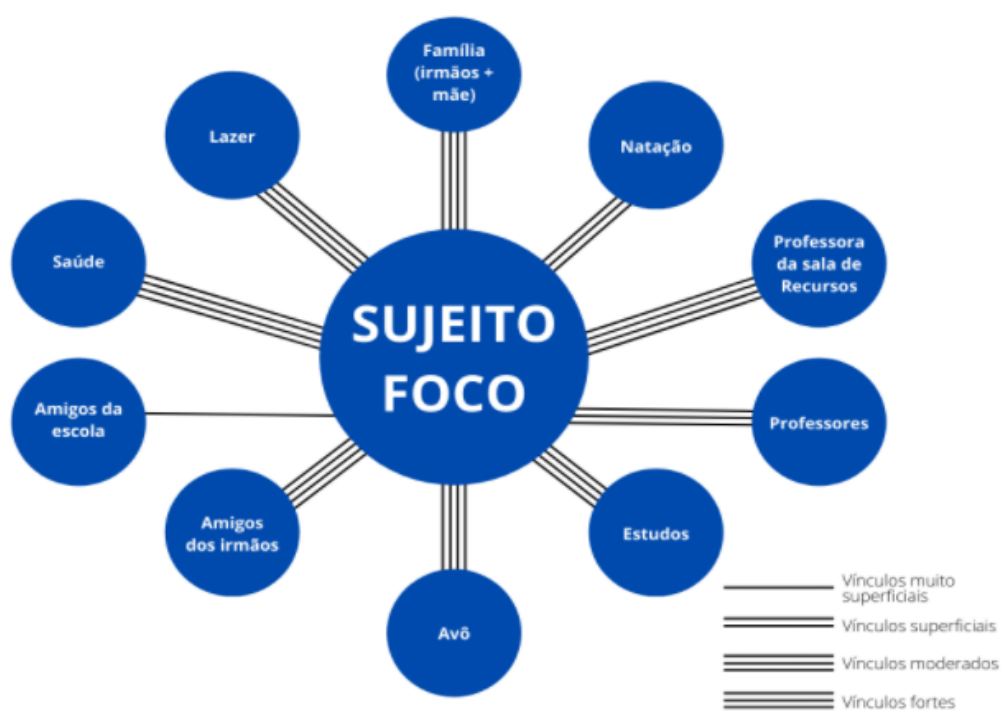 Família
(irmãos +
mãe)
Lazer
Natação
Saúde
Professora
da sala de
Recursos
SUJEITO
FOCO
Amigos da
escola
Professores
Amigos
dos irmãos
Estudos
Avô
Vínculos muito
superficiais
Vínculos superficiais
Vínculos moderados
Vínculos fortes